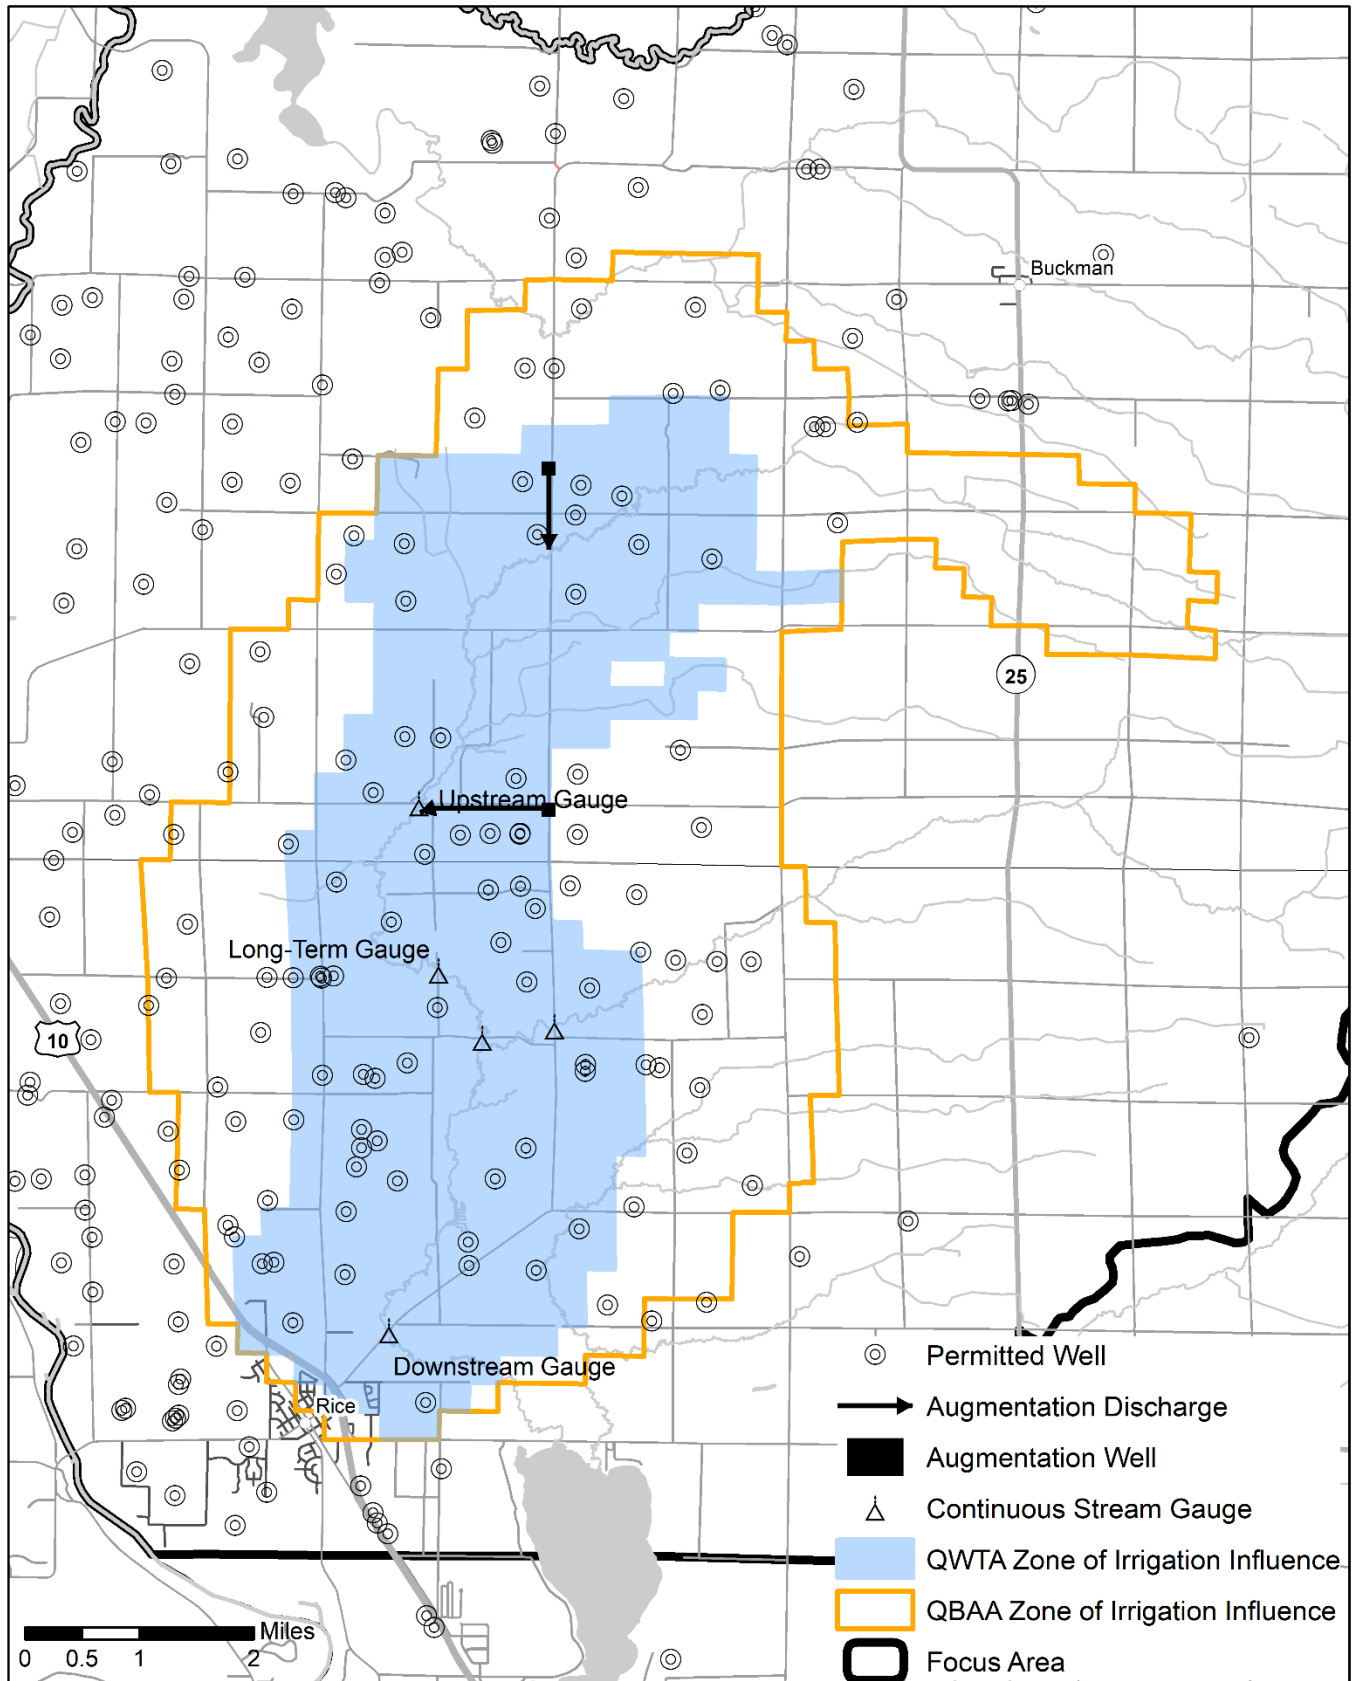 Buckman
25
Upstream Gauge
Long-Term Gauge
10
Downstream Gauge
Rice
Permitted Well
Augmentation Discharge
Augmentation Well
Continuous Stream Gauge
QWTA Zone of Irrigation Influence
QBAA Zone of Irrigation Influence
Focus Area
Miles
0 0.5 1 2